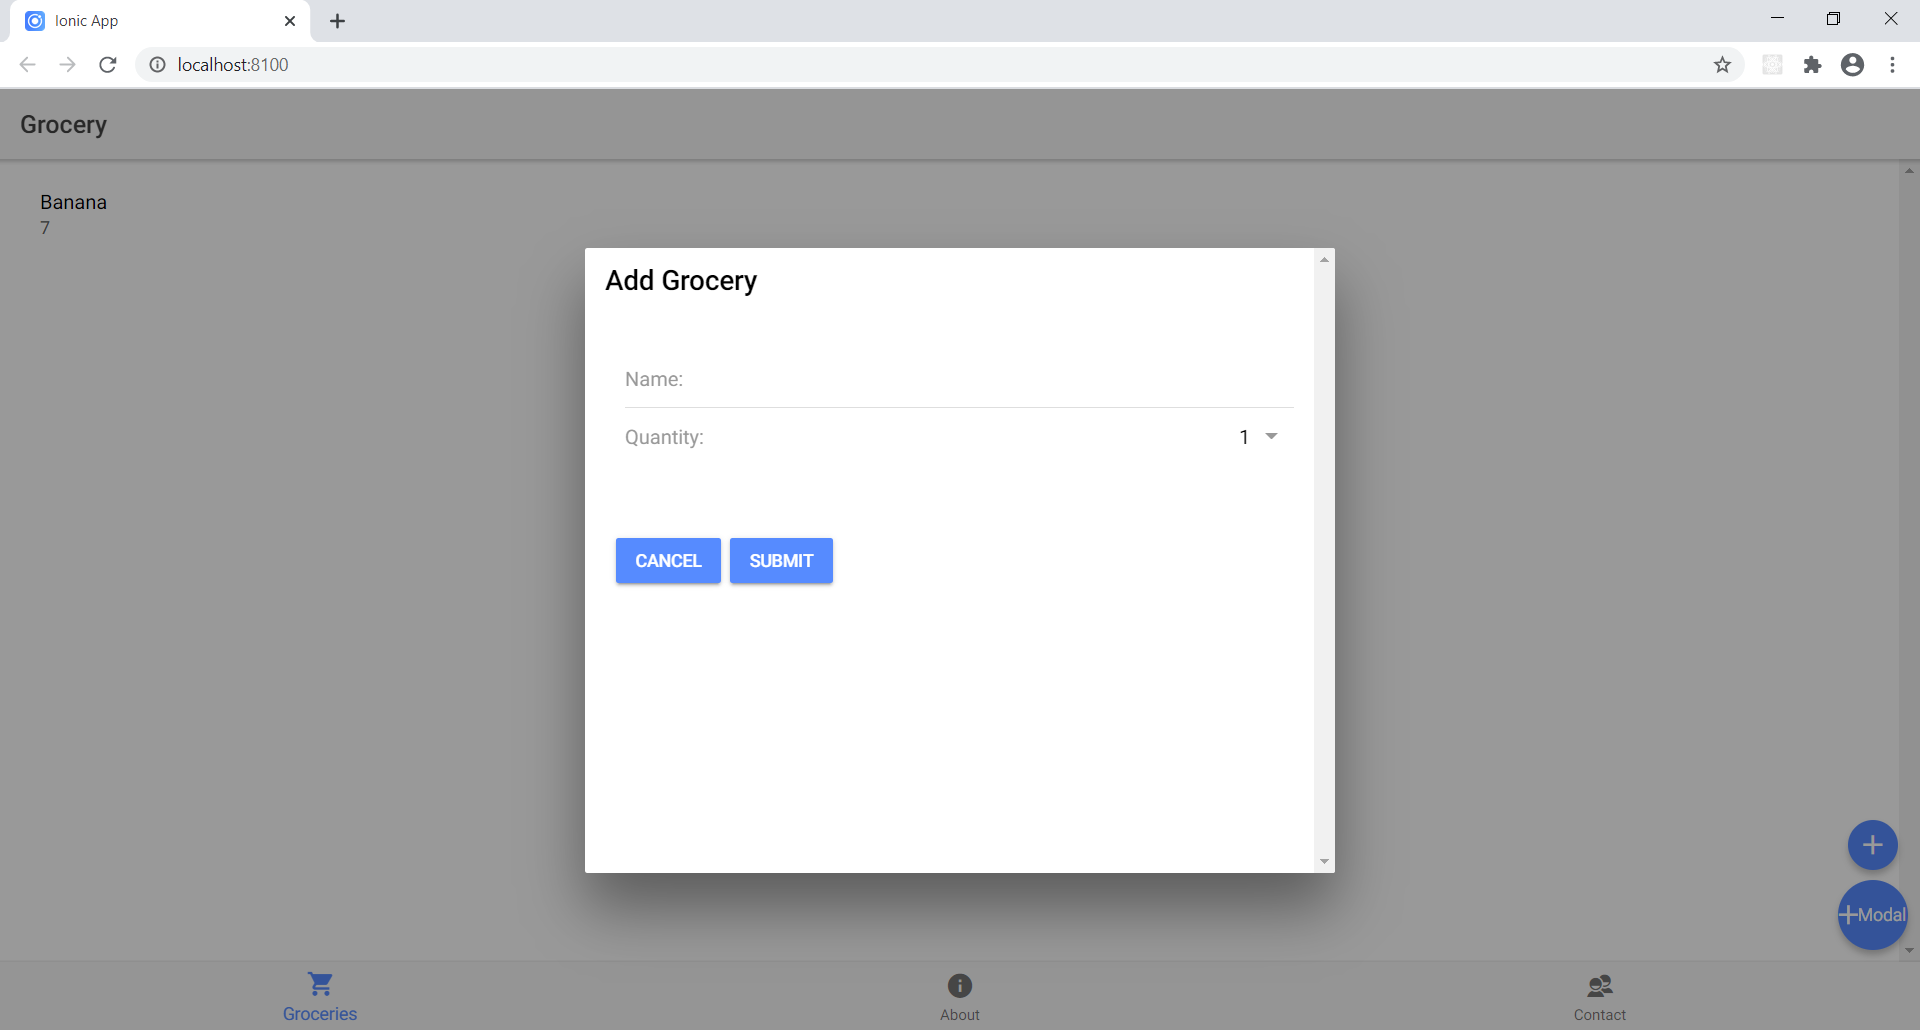 Ionic App
localhost:8100
Grocery
Banana
7
Add Grocery
Name:
Quantity: 1
CANCEL SUBMIT
Modal
Groceries About Contact